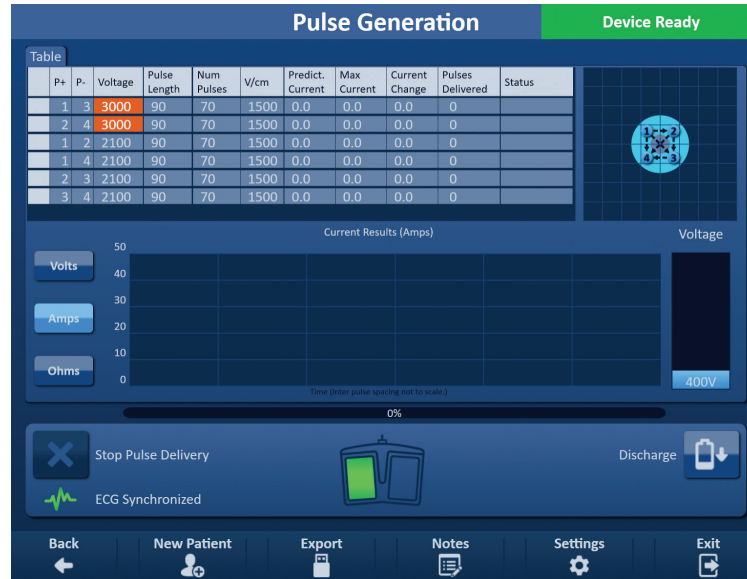 Pulse Generation
Device Ready
Table
P+ P- Voltage Pulse Length Num Pulses V/cm Predict. Current Max Current Current Change Pulses Delivered Status
1 3 3000 90 70 1500 0.0 0.0 0.0 0
2 4 3000 90 70 1500 0.0 0.0 0.0 0
1 2 2100 90 70 1500 0.0 0.0 0.0 0
1 4 2100 90 70 1500 0.0 0.0 0.0 0
2 3 2100 90 70 1500 0.0 0.0 0.0 0
3 4 2100 90 70 1500 0.0 0.0 0.0 0
1 2
4 3
Current Results (Amps)
Voltage
Volts
Amps
Ohms
50
40
30
20
10
0
Time (inter pulse spacing not to scale.)
400V
0%
Stop Pulse Delivery
Discharge
ECG Synchronized
Back New Patient Export Notes Settings Exit